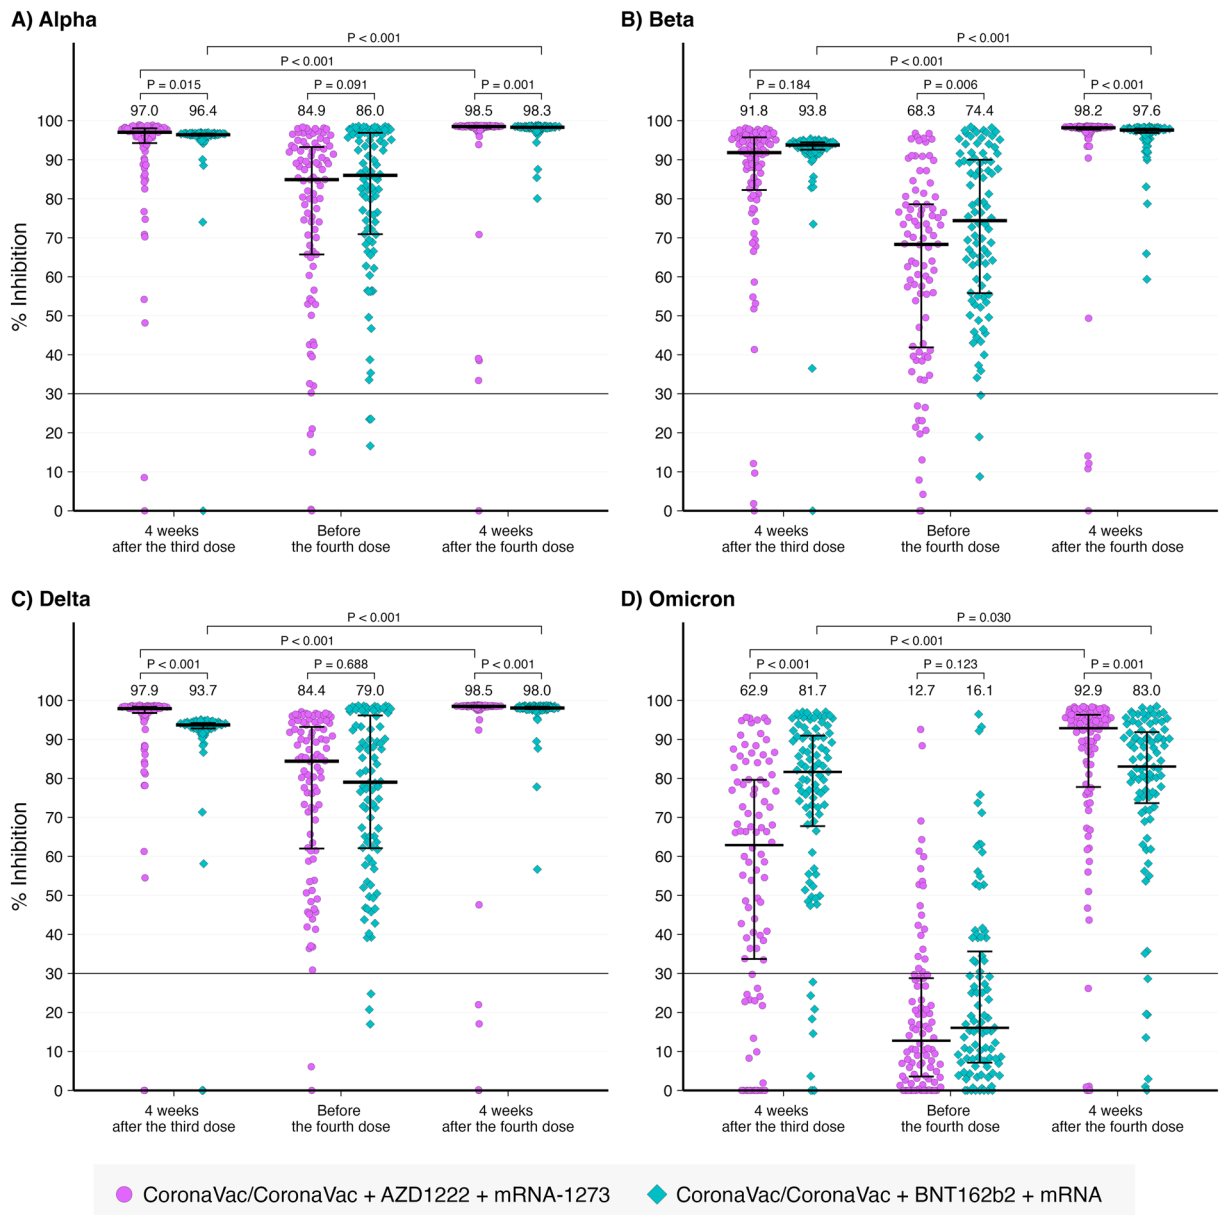 A) Alpha
P < 0.001
P < 0.001
P = 0.015
P = 0.091
P = 0.001
97.0
96.4
84.9
86.0
98.5
98.3
% Inhibition
100
90
80
70
60
50
40
30
20
10
0
4 weeks
after the third dose
Before
the fourth dose
4 weeks
after the fourth dose
B) Beta
P < 0.001
P < 0.001
P = 0.184
P = 0.006
P < 0.001
91.8
93.8
68.3
74.4
98.2
97.6
100
90
80
70
60
50
40
30
20
10
0
4 weeks
after the third dose
Before
the fourth dose
4 weeks
after the fourth dose
C) Delta
P < 0.001
P < 0.001
P < 0.001
P = 0.688
P < 0.001
97.9
93.7
84.4
79.0
98.5
98.0
% Inhibition
100
90
80
70
60
50
40
30
20
10
0
4 weeks
after the third dose
Before
the fourth dose
4 weeks
after the fourth dose
D) Omicron
P = 0.030
P < 0.001
P < 0.001
P = 0.123
P = 0.001
62.9
81.7
12.7
16.1
92.9
83.0
100
90
80
70
60
50
40
30
20
10
0
4 weeks
after the third dose
Before
the fourth dose
4 weeks
after the fourth dose
CoronaVac/CoronaVac + AZD1222 + mRNA-1273
CoronaVac/CoronaVac + BNT162b2 + mRNA